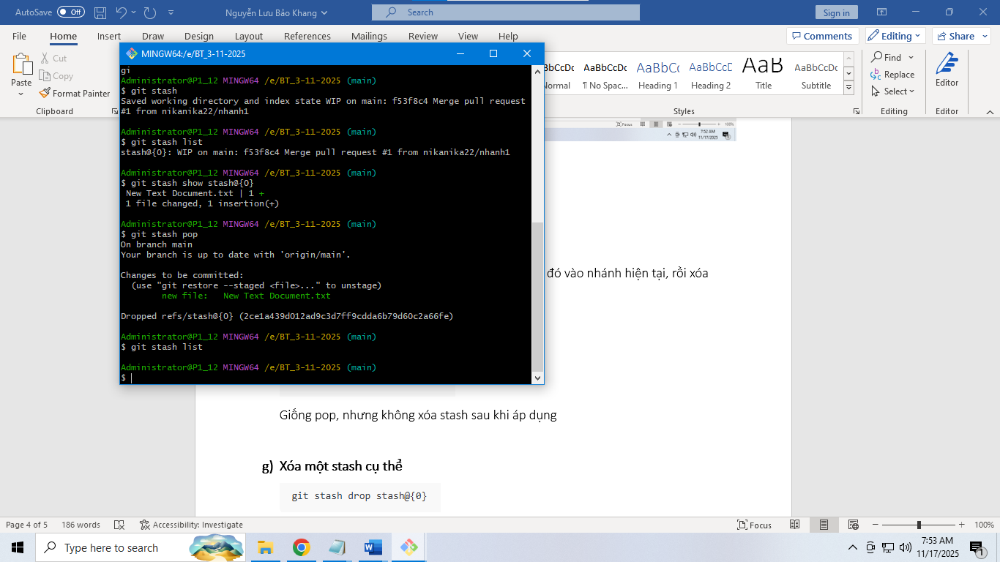 AutoSave Off Nguyễn Lưu Bảo Khang Search Sign in
File Home Insert Draw Design Layout References Mailings Review View Help Comments Editing Share
MINGW64:/e/BT_3-11-2025
Paste
Cut
Copy
Format Painter
Clipboard
No Spac...
Heading 1
Heading 2
Title
Subtitle
Styles
Find
Replace
Select
Editing
Editor
Editor
gi
Administrator@P1_12 MINGW64 /e/BT_3-11-2025 (main)
$ git stash
Saved working directory and index state WIP on main: f53f8c4 Merge pull request
#1 from nikanika22/nhanh1
Administrator@P1_12 MINGW64 /e/BT_3-11-2025 (main)
$ git stash list
stash@{0}: WIP on main: f53f8c4 Merge pull request #1 from nikanika22/nhanh1
Administrator@P1_12 MINGW64 /e/BT_3-11-2025 (main)
$ git stash show stash@{0}
New Text Document.txt | 1 +
1 file changed, 1 insertion(+)
Administrator@P1_12 MINGW64 /e/BT_3-11-2025 (main)
$ git stash pop
On branch main
Your branch is up to date with 'origin/main'.
Changes to be committed:
(use "git restore --staged <file>..." to unstage)
new file: New Text Document.txt
Dropped refs/stash@{0} (2ce1a439d012ad9c3d7ff9cdda6b79d60c2a66fe)
Administrator@P1_12 MINGW64 /e/BT_3-11-2025 (main)
$ git stash list
Administrator@P1_12 MINGW64 /e/BT_3-11-2025 (main)
$
Focus 100%
7:52 AM
11/17/2025
đó vào nhánh hiện tại, rồi xóa
Giống pop, nhưng không xóa stash sau khi áp dụng
g) Xóa một stash cụ thể
git stash drop stash@{0}
Page 4 of 5 186 words Accessibility: Investigate Focus 100%
Type here to search
7:53 AM
11/17/2025
1